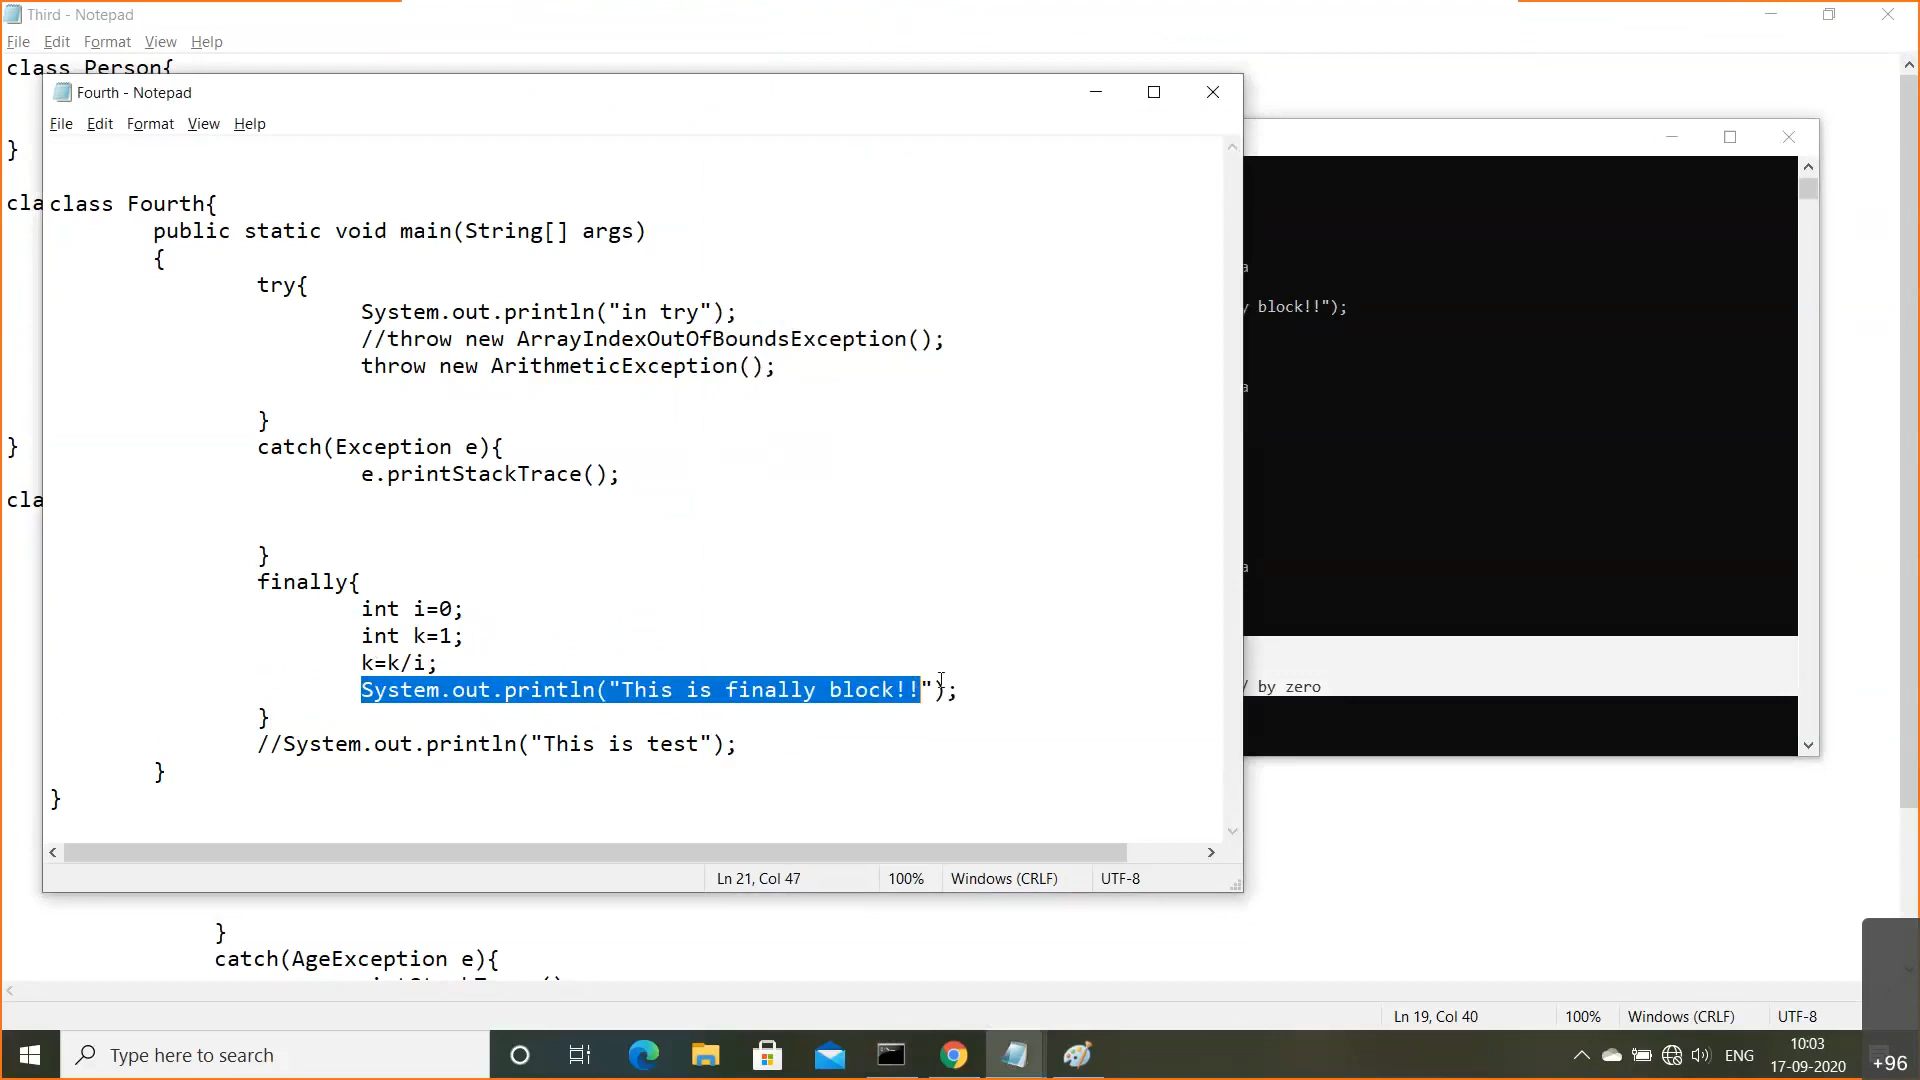 Third - Notepad
File Edit Format View Help
class Person{
}
cla
}
cla
Fourth - Notepad
File Edit Format View Help
class Fourth{
public static void main(String[] args)
{
try{
System.out.println("in try");
//throw new ArrayIndexOutOfBoundsException();
throw new ArithmeticException();
}
catch(Exception e){
e.printStackTrace();
}
finally{
int i=0;
int k=1;
k=k/i;
System.out.println("This is finally block!!");
}
//System.out.println("This is test");
}
}
Ln 21, Col 47 100% Windows (CRLF) UTF-8
a
y block!!");
a
a
/ by zero
}
catch(AgeException e){
Ln 19, Col 40 100% Windows (CRLF) UTF-8
Type here to search
ENG
10:03
17-09-2020
+96